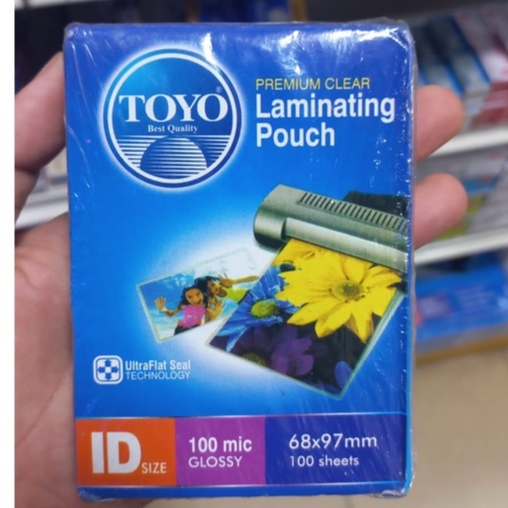 TOYO®
Best Quality
PREMIUM CLEAR
Laminating
Pouch
UltraFlat Seal
TECHNOLOGY
ID SIZE
100 mic
GLOSSY
68x97mm
100 sheets